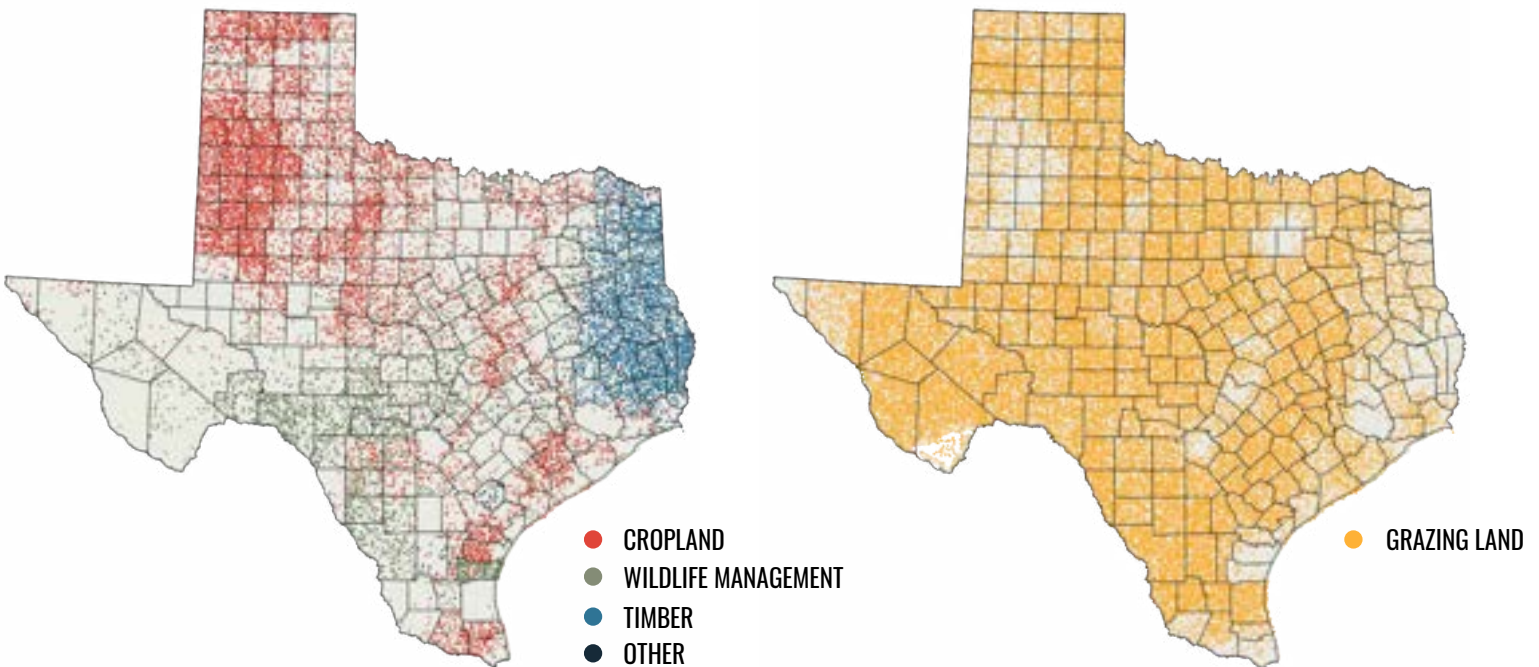 CROPLAND
WILDLIFE MANAGEMENT
TIMBER
OTHER
GRAZING LAND